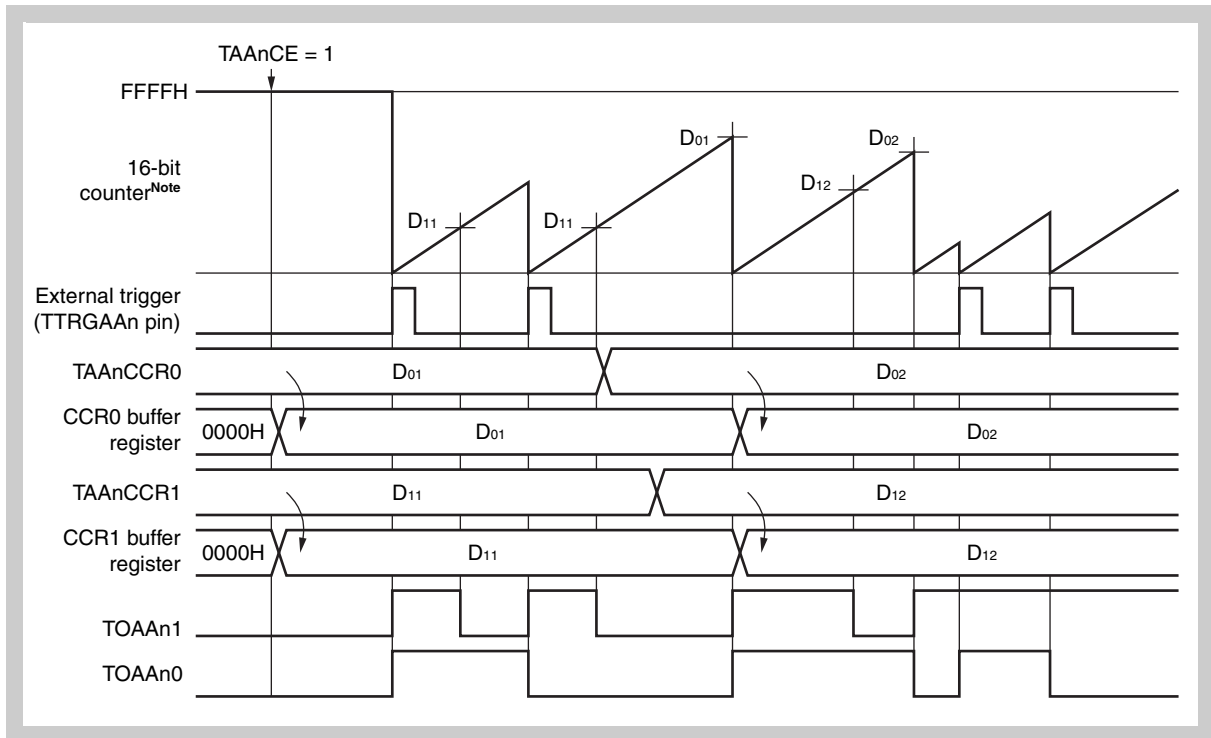 TAAnCE = 1
FFFFH
16-bit
counterNote
D11
D11
D01
D12
D02
External trigger
(TTRGAAn pin)
TAAnCCR0
D01
D02
CCR0 buffer
register
0000H
D01
D02
TAAnCCR1
D11
D12
CCR1 buffer
register
0000H
D11
D12
TOAAn1
TOAAn0